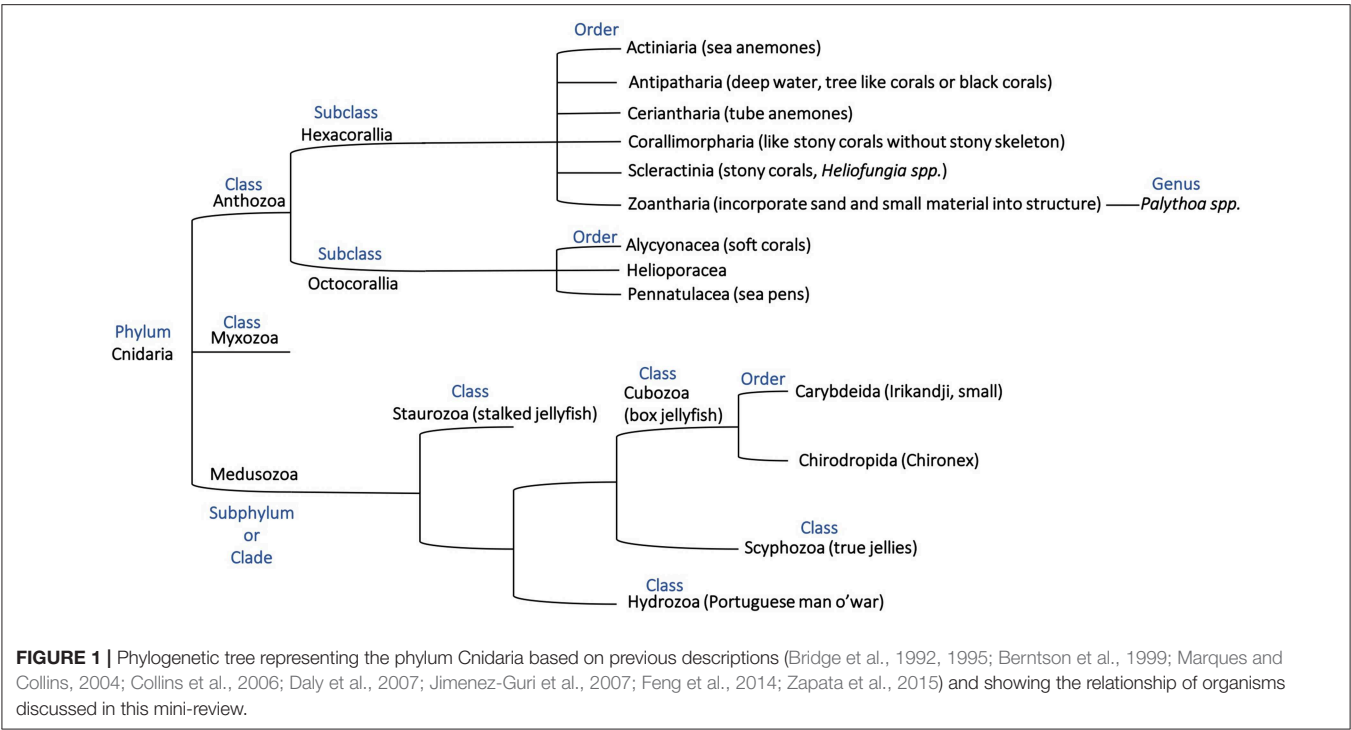 Order
Actiniaria (sea anemones)
Antipatharia (deep water, tree like corals or black corals)
Subclass
Hexacorallia
Ceriantharia (tube anemones)
Corallimorpharia (like stony corals without stony skeleton)
Scleractinia (stony corals, Heliofungia spp.)
Class
Anthozoa
Genus
Zoantharia (incorporate sand and small material into structure)
Palythoa spp.
Order
Alycyonacea (soft corals)
Subclass
Octocorallia
Helioporacea
Pennatulacea (sea pens)
Phylum
Cnidaria
Class
Myxozoa
Class
Staurozoa (stalked jellyfish)
Class
Cubozoa
(box jellyfish)
Order
Carybdeida (Irikandji, small)
Chirodropida (Chironex)
Medusozoa
Subphylum
or
Clade
Class
Scyphozoa (true jellies)
Class
Hydrozoa (Portuguese man o'war)
FIGURE 1 | Phylogenetic tree representing the phylum Cnidaria based on previous descriptions (Bridge et al., 1992, 1995; Berntson et al., 1999; Marques and
Collins, 2004; Collins et al., 2006; Daly et al., 2007; Jimenez-Guri et al., 2007; Feng et al., 2014; Zapata et al., 2015) and showing the relationship of organisms
discussed in this mini-review.